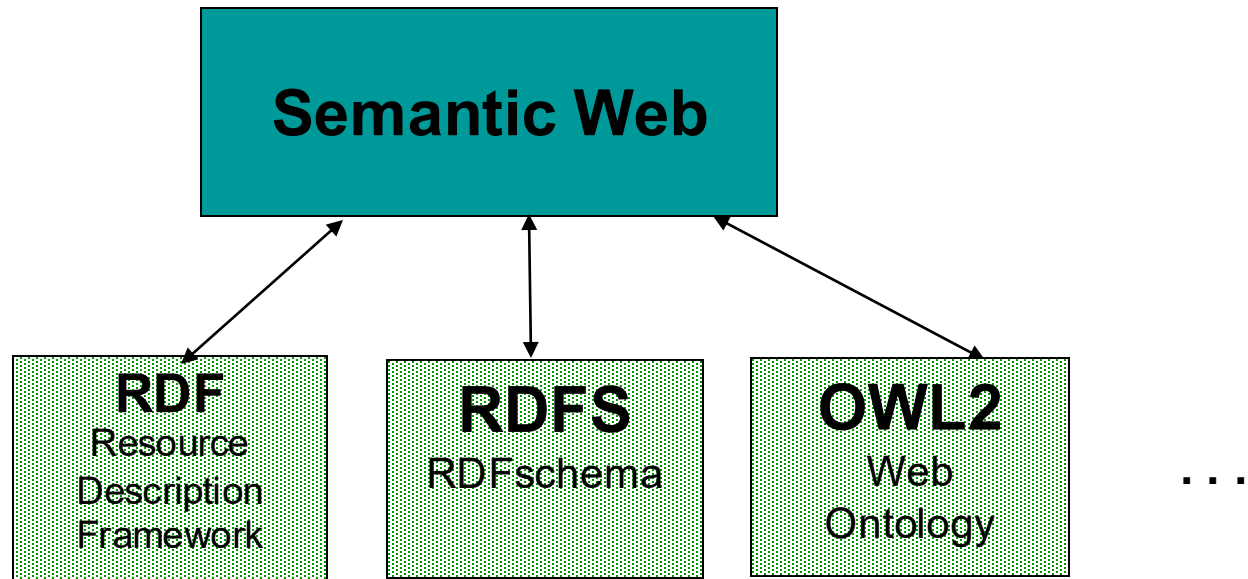 Semantic Web
RDF
Resource
Description
Framework
RDFS
RDFschema
OWL2
Web
Ontology
. . .